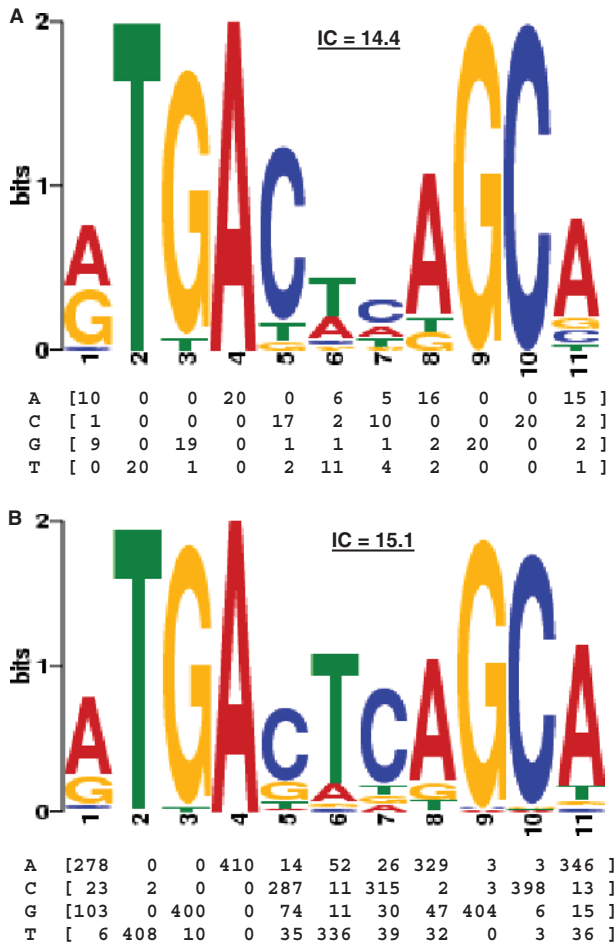 A
IC = 14.4
bits
2
1
0
A G
T
G T
A
C T G
T A C
C A T
A T G
G
C
A G C T
1 2 3 4 5 6 7 8 9 10 11
A [10 0 0 20 0 6 5 16 0 0 15 ]
C [ 1 0 0 0 17 2 10 0 0 20 2 ]
G [ 9 0 19 0 1 1 1 2 20 0 2 ]
T [ 0 20 1 0 2 11 4 2 0 0 1 ]
B
IC = 15.1
bits
2
1
0
A G
T
G
A
C G T
T A
C T G A
A G T
G
C
A T
1 2 3 4 5 6 7 8 9 10 11
A [278 0 0 410 14 52 26 329 3 3 346 ]
C [ 23 2 0 0 287 11 315 2 3 398 13 ]
G [103 0 400 0 74 11 30 47 404 6 15 ]
T [ 6 408 10 0 35 336 39 32 0 3 36 ]